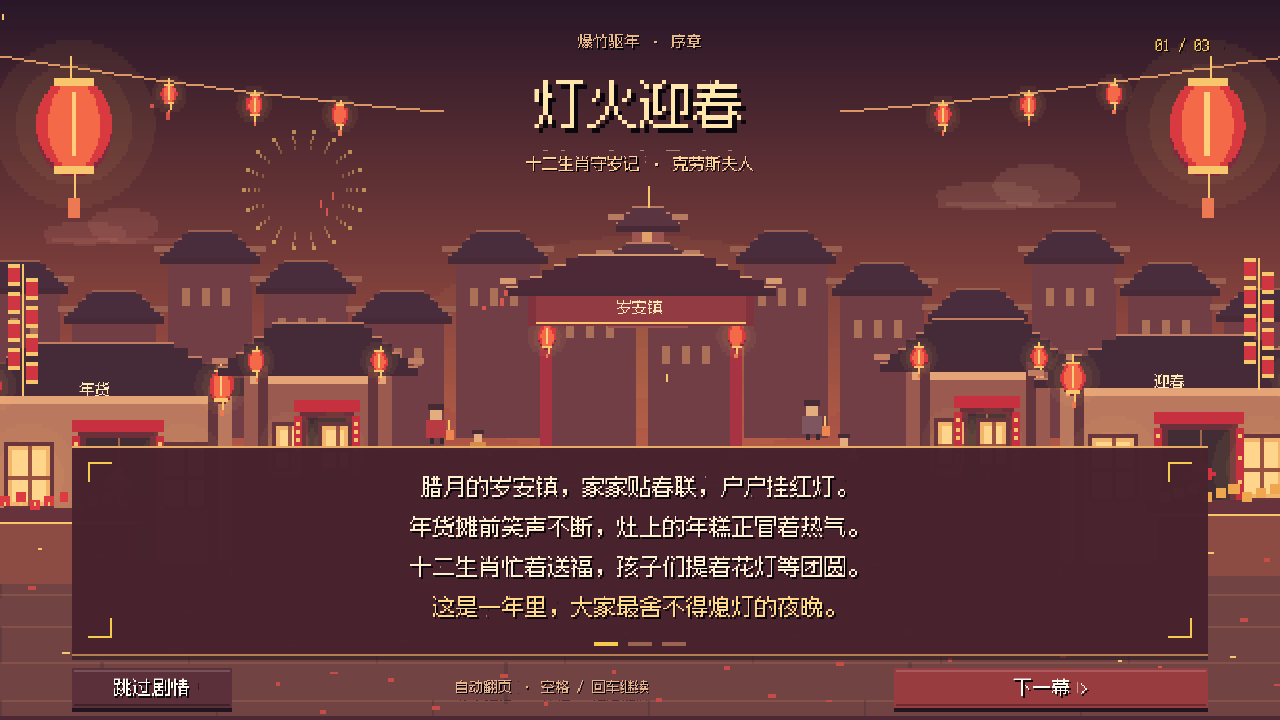 爆竹驱年 · 序章
01 / 03
灯火迎春
十二生肖守岁记 · 克劳斯夫人
岁安镇
年货
迎春
腊月的岁安镇，家家贴春联，户户挂红灯。
年货摊前笑声不断，灶上的年糕正冒着热气。
十二生肖忙着送福，孩子们提着花灯等团圆。
这是一年里，大家最舍不得熄灯的夜晚。
跳过剧情
自动翻页 · 空格 / 回车继续
下一幕 ▷